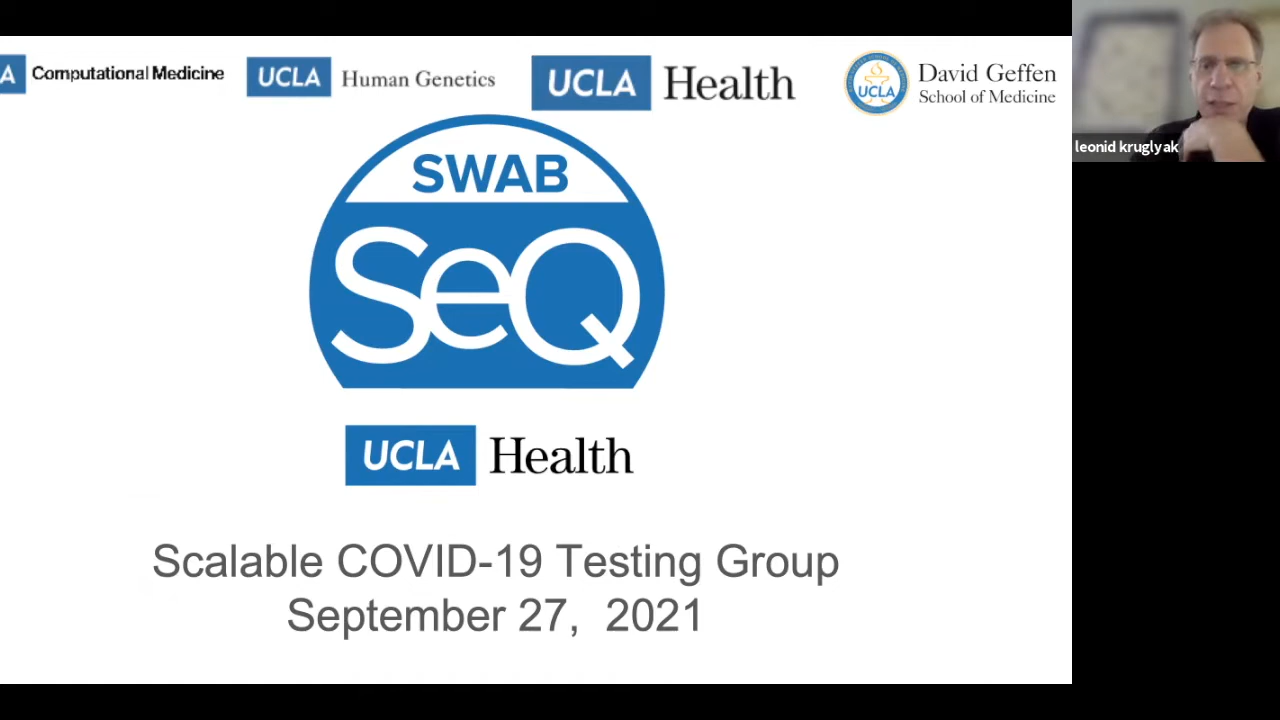 A Computational Medicine
UCLA Human Genetics
UCLA Health
UCLA
David Geffen
School of Medicine
leonid kruglyak
SWAB
SeQ
UCLA Health
Scalable COVID-19 Testing Group
September 27, 2021